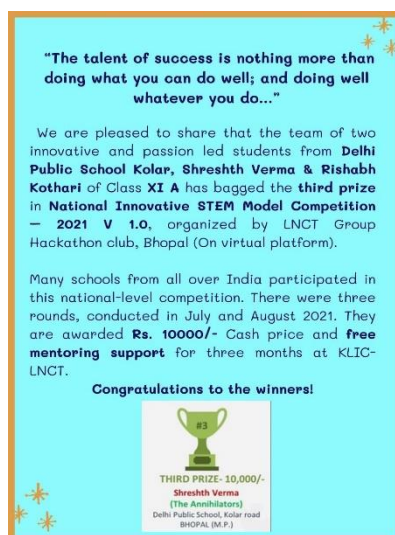 “The talent of success is nothing more than
doing what you can do well; and doing well
whatever you do...”
We are pleased to share that the team of two
innovative and passion led students from Delhi
Public School Kolar, Shreshth Verma & Rishabh
Kothari of Class XI A has bagged the third prize
in National Innovative STEM Model Competition
– 2021 V 1.0, organized by LNCT Group
Hackathon club, Bhopal (On virtual platform).
Many schools from all over India participated in
this national-level competition. There were three
rounds, conducted in July and August 2021. They
are awarded Rs. 10000/- Cash price and free
mentoring support for three months at KLIC-
LNCT.
Congratulations to the winners!
#3
THIRD PRIZE- 10,000/-
Shreshth Verma
(The Annihilators)
Delhi Public School, Kolar road
BHOPAL (M.P.)